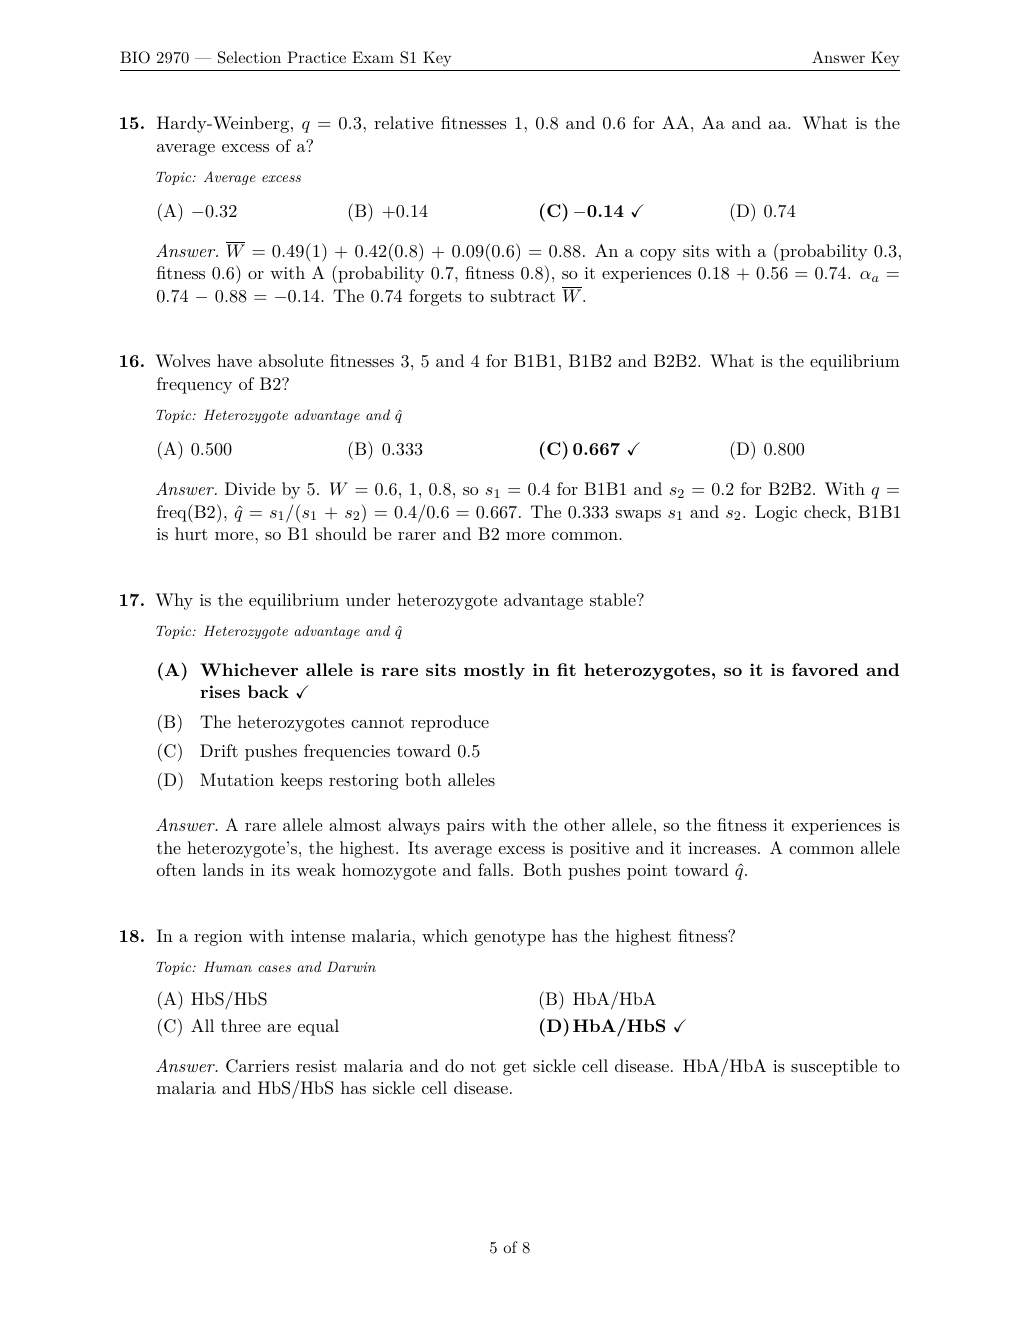 BIO 2970 — Selection Practice Exam S1 Key Answer Key
15. Hardy-Weinberg, q = 0.3, relative fitnesses 1, 0.8 and 0.6 for AA, Aa and aa. What is the
average excess of a?
Topic: Average excess
(A) −0.32 (B) +0.14 (C) −0.14 ✓ (D) 0.74
Answer. W̅ = 0.49(1) + 0.42(0.8) + 0.09(0.6) = 0.88. An a copy sits with a (probability 0.3,
fitness 0.6) or with A (probability 0.7, fitness 0.8), so it experiences 0.18 + 0.56 = 0.74. αₐ =
0.74 − 0.88 = −0.14. The 0.74 forgets to subtract W̅.
16. Wolves have absolute fitnesses 3, 5 and 4 for B1B1, B1B2 and B2B2. What is the equilibrium
frequency of B2?
Topic: Heterozygote advantage and q̂
(A) 0.500 (B) 0.333 (C) 0.667 ✓ (D) 0.800
Answer. Divide by 5. W = 0.6, 1, 0.8, so s₁ = 0.4 for B1B1 and s₂ = 0.2 for B2B2. With q =
freq(B2), q̂ = s₁/(s₁ + s₂) = 0.4/0.6 = 0.667. The 0.333 swaps s₁ and s₂. Logic check, B1B1
is hurt more, so B1 should be rarer and B2 more common.
17. Why is the equilibrium under heterozygote advantage stable?
Topic: Heterozygote advantage and q̂
(A) Whichever allele is rare sits mostly in fit heterozygotes, so it is favored and
rises back ✓
(B) The heterozygotes cannot reproduce
(C) Drift pushes frequencies toward 0.5
(D) Mutation keeps restoring both alleles
Answer. A rare allele almost always pairs with the other allele, so the fitness it experiences is
the heterozygote's, the highest. Its average excess is positive and it increases. A common allele
often lands in its weak homozygote and falls. Both pushes point toward q̂.
18. In a region with intense malaria, which genotype has the highest fitness?
Topic: Human cases and Darwin
(A) HbS/HbS (B) HbA/HbA
(C) All three are equal (D) HbA/HbS ✓
Answer. Carriers resist malaria and do not get sickle cell disease. HbA/HbA is susceptible to
malaria and HbS/HbS has sickle cell disease.
5 of 8